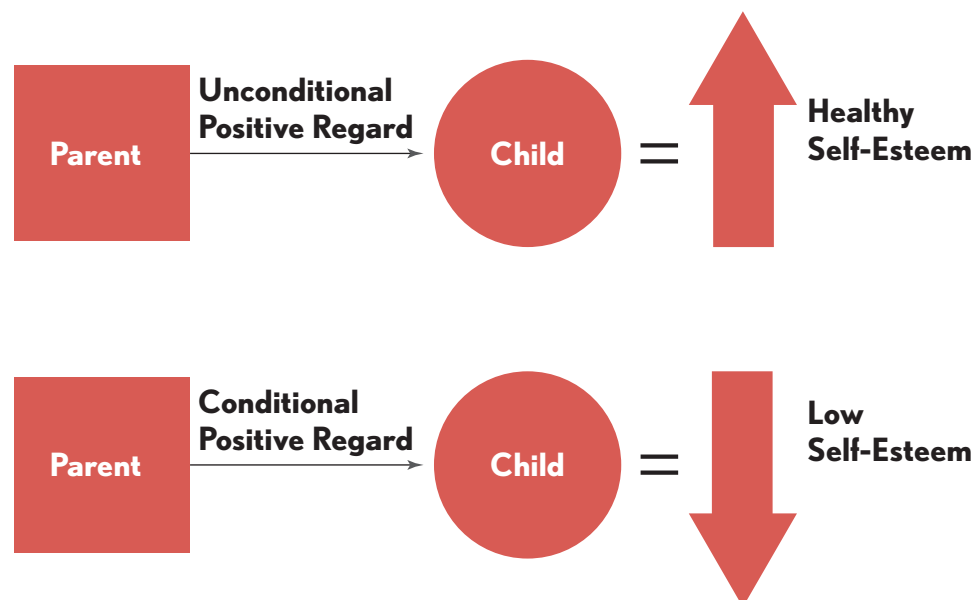 Unconditional
Positive Regard
Parent
Child
=
Healthy
Self-Esteem
Conditional
Positive Regard
Parent
Child
=
Low
Self-Esteem